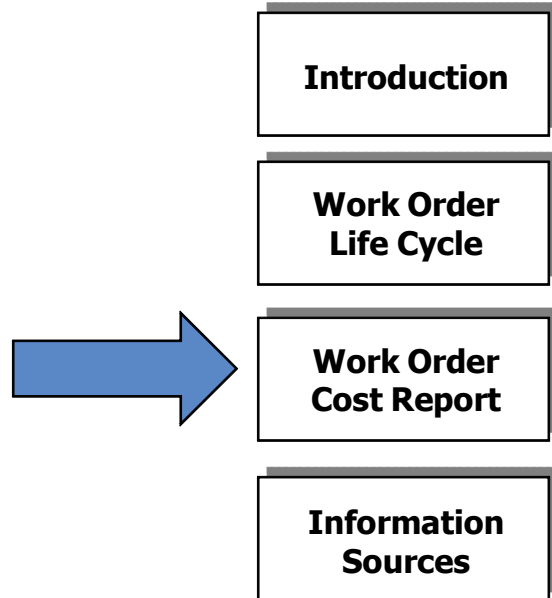 Introduction
Work Order
Life Cycle
Work Order
Cost Report
Information
Sources